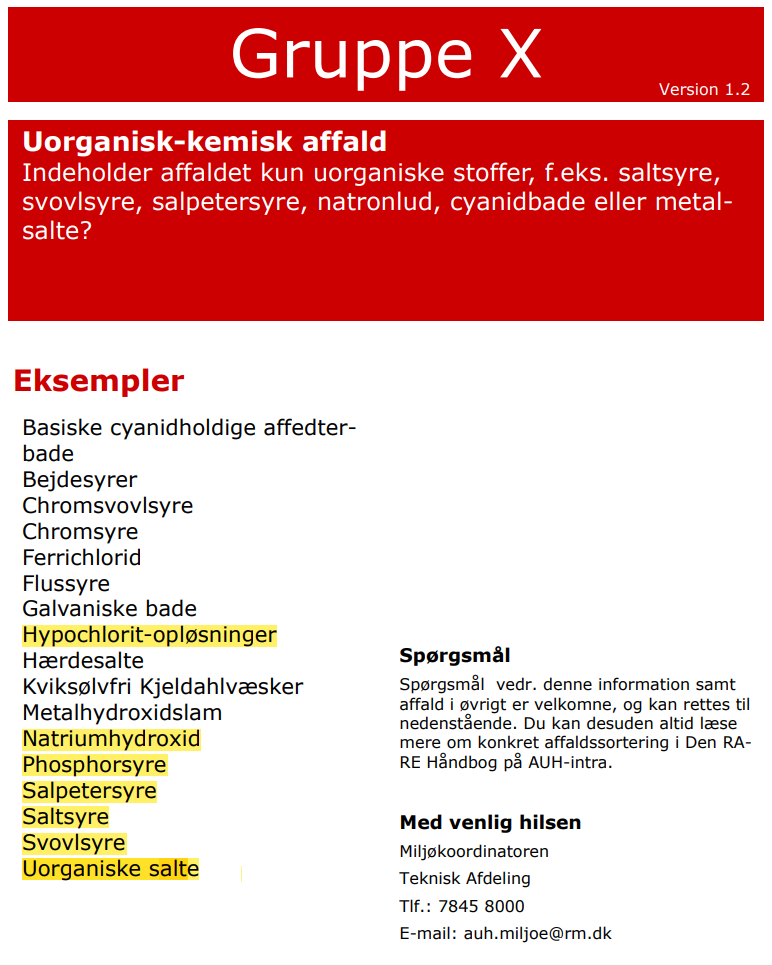 Gruppe X
Version 1.2
Uorganisk-kemisk affald
Indeholder affaldet kun uorganiske stoffer, f.eks. saltsyre,
svovlsyre, salpetersyre, natronlud, cyanidbade eller metal-
salte?
Eksempler
Basiske cyanidholdige affedter-
bade
Bejdesyrer
Chromsvovlsyre
Chromsyre
Ferrichlorid
Flussyre
Galvaniske bade
Hypochlorit-opløsninger
Hærdesalte
Kviksølvfri Kjeldahlvæsker
Metalhydroxidslam
Natriumhydroxid
Phosphorsyre
Salpetersyre
Saltsyre
Svovlsyre
Uorganiske salte
Spørgsmål
Spørgsmål  vedr. denne information samt
affald i øvrigt er velkomne, og kan rettes til
nedenstående. Du kan desuden altid læse
mere om konkret affaldssortering i Den RA-
RE Håndbog på AUH-intra.
Med venlig hilsen
Miljøkoordinatoren
Teknisk Afdeling
Tlf.: 7845 8000
E-mail: auh.miljoe@rm.dk